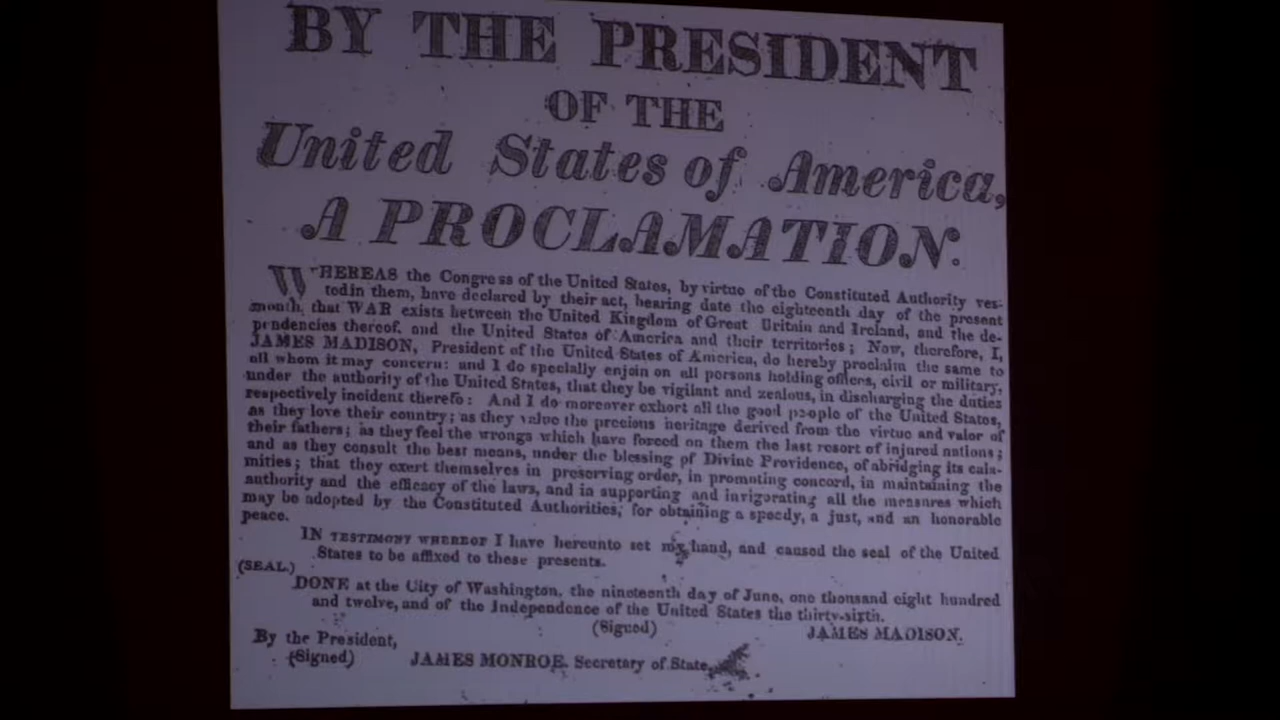 BY THE PRESIDENT
OF THE
United States of America,
A PROCLAMATION.
WHEREAS the Congress of the United States, by virtue of the Constituted Authority ves-
ted in them, have declared by their act, bearing date the eighteenth day of the present
month, that WAR exists between the United Kingdom of Great Britain and Ireland, and the de-
pendencies thereof, and the United States of America and their territories; Now, therefore, I,
JAMES MADISON, President of the United States of America, do hereby proclaim the same to
all whom it may concern: and I do specially enjoin on all persons holding offices, civil or military,
under the authority of the United States, that they be vigilant and zealous, in discharging the duties
respectively incident thereto: And I do moreover exhort all the good people of the United States,
as they love their country; as they value the precious heritage derived from the virtue and valor of
their fathers; as they feel the wrongs which have forced on them the last resort of injured nations;
and as they consult the best means, under the blessing of Divine Providence, of abridging its cala-
mities; that they exert themselves in preserving order, in promoting concord, in maintaining the
authority and the efficacy of the laws, and in supporting and invigorating all the measures which
may be adopted by the Constituted Authorities, for obtaining a speedy, a just, and an honorable
peace.
IN TESTIMONY WHEREOF I have hereunto set my hand, and caused the seal of the United
States to be affixed to these presents.
(SEAL.)
DONE at the City of Washington, the nineteenth day of June, one thousand eight hundred
and twelve, and of the Independence of the United States the thirty-sixth.
(Signed) JAMES MADISON.
By the President,
(Signed) JAMES MONROE, Secretary of State.